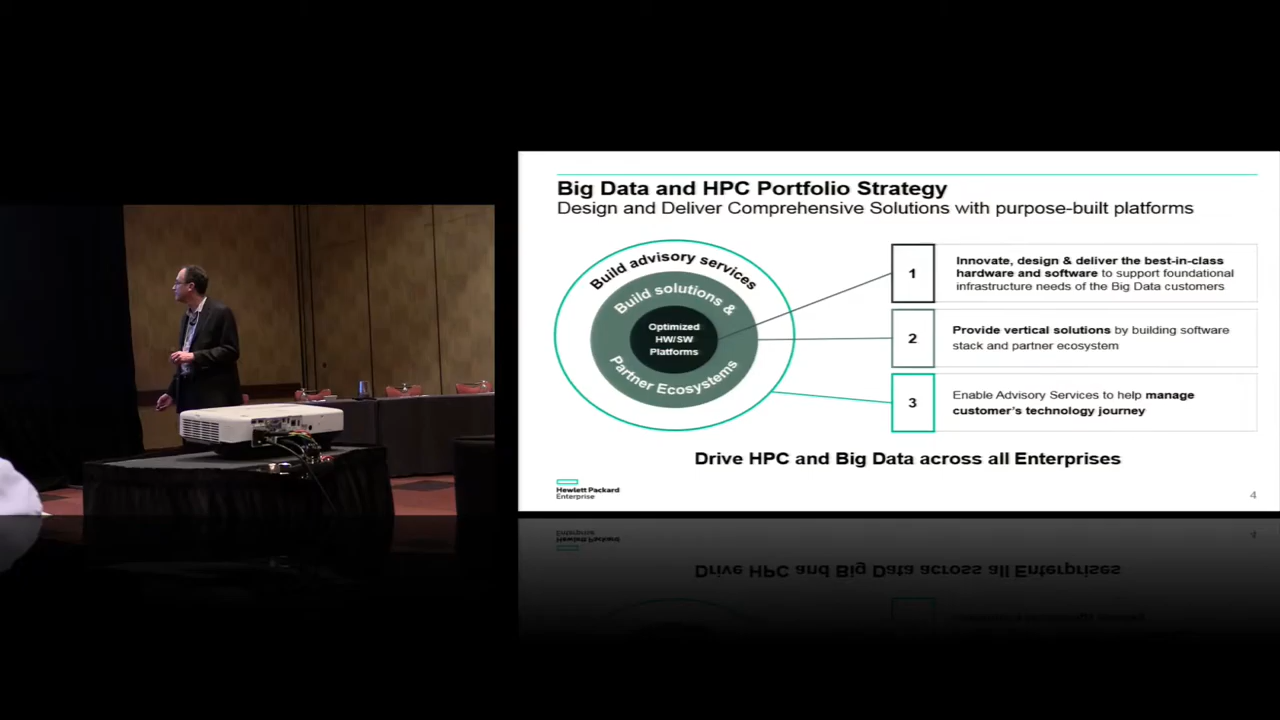 Big Data and HPC Portfolio Strategy
Design and Deliver Comprehensive Solutions with purpose-built platforms
Build advisory services
Build solutions &
Optimized
HW/SW
Platforms
Partner Ecosystems
1
Innovate, design & deliver the best-in-class
hardware and software to support foundational
infrastructure needs of the Big Data customers
2
Provide vertical solutions by building software
stack and partner ecosystem
3
Enable Advisory Services to help manage
customer's technology journey
Drive HPC and Big Data across all Enterprises
Hewlett Packard
Enterprise
4